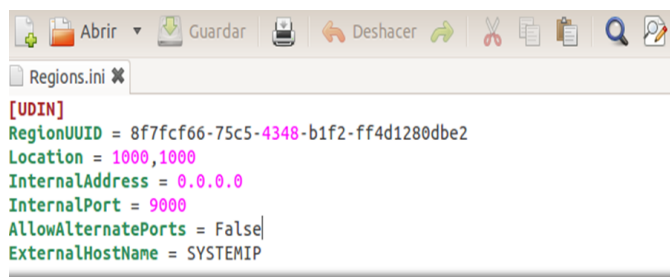 Abrir Guardar Deshacer
Regions.ini
[UDIN]
RegionUUID = 8f7fcf66-75c5-4348-b1f2-ff4d1280dbe2
Location = 1000,1000
InternalAddress = 0.0.0.0
InternalPort = 9000
AllowAlternatePorts = False
ExternalHostName = SYSTEMIP